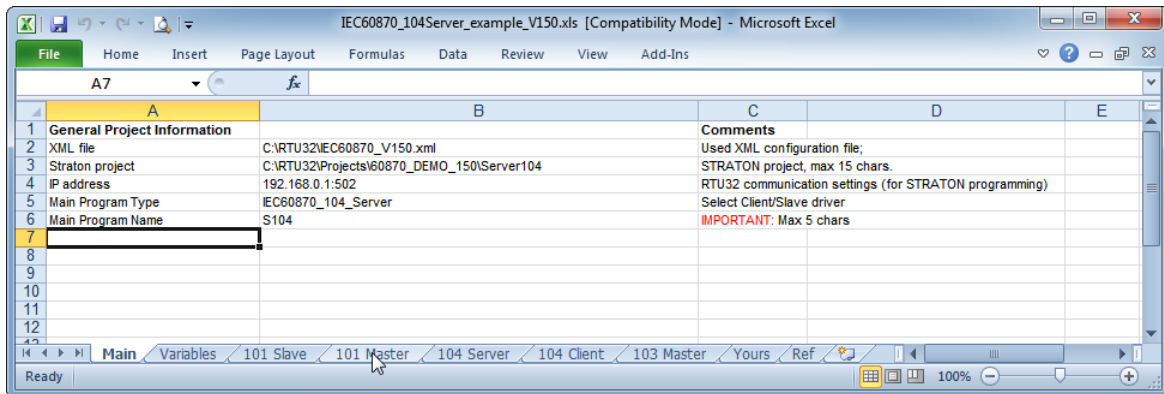 IEC60870_104Server_example_V150.xls [Compatibility Mode] - Microsoft Excel
File Home Insert Page Layout Formulas Data Review View Add-Ins
A7 fx
A B C D E
1 General Project Information Comments
2 XML file C:\RTU32\IEC60870_V150.xml Used XML configuration file;
3 Straton project C:\RTU32\Projects\60870_DEMO_150\Server104 STRATON project, max 15 chars.
4 IP address 192.168.0.1:502 RTU32 communication settings (for STRATON programming)
5 Main Program Type IEC60870_104_Server Select Client/Slave driver
6 Main Program Name S104 IMPORTANT: Max 5 chars
7
8
9
10
11
12
Main Variables 101 Slave 101 Master 104 Server 104 Client 103 Master Yours Ref
Ready 100%